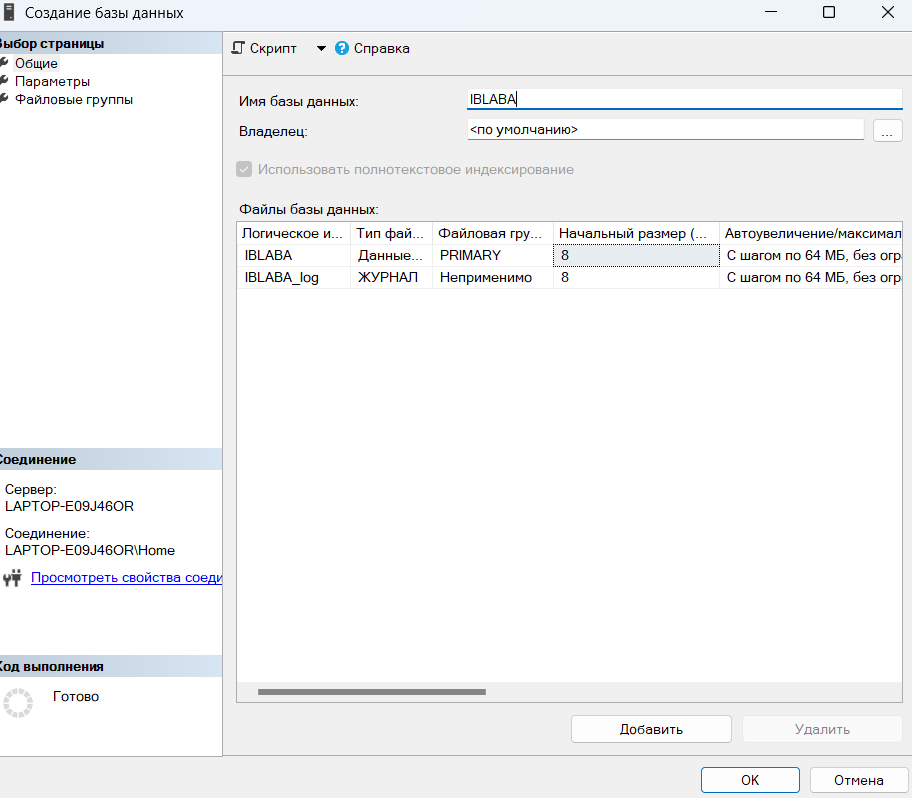 Создание базы данных
Выбор страницы
Общие
Параметры
Файловые группы
Скрипт
Справка
Имя базы данных:
IBLABA
Владелец:
<по умолчанию>
...
Использовать полнотекстовое индексирование
Файлы базы данных:
Логическое и... Тип фай... Файловая гру... Начальный размер (... Автоувеличение/максимал
IBLABA Данные... PRIMARY 8 С шагом по 64 МБ, без огр
IBLABA_log ЖУРНАЛ Неприменимо 8 С шагом по 64 МБ, без огр
Соединение
Сервер:
LAPTOP-E09J46OR
Соединение:
LAPTOP-E09J46OR\Home
Просмотреть свойства соеди
Ход выполнения
Готово
Добавить
Удалить
OK
Отмена